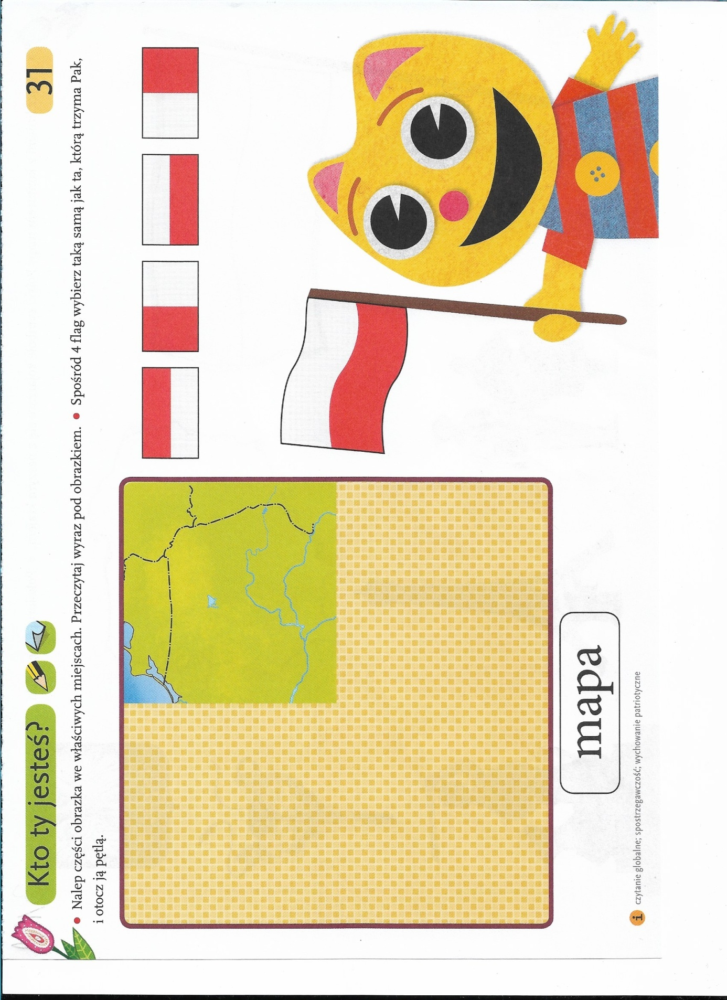 Kto ty jesteś?
31
• Nalep części obrazka we właściwych miejscach. Przeczytaj wyraz pod obrazkiem. • Spośród 4 flag wybierz taką samą jak ta, którą trzyma Pak,
i otocz ją pętlą.
mapa
i czytanie globalne; spostrzegawczość; wychowanie patriotyczne